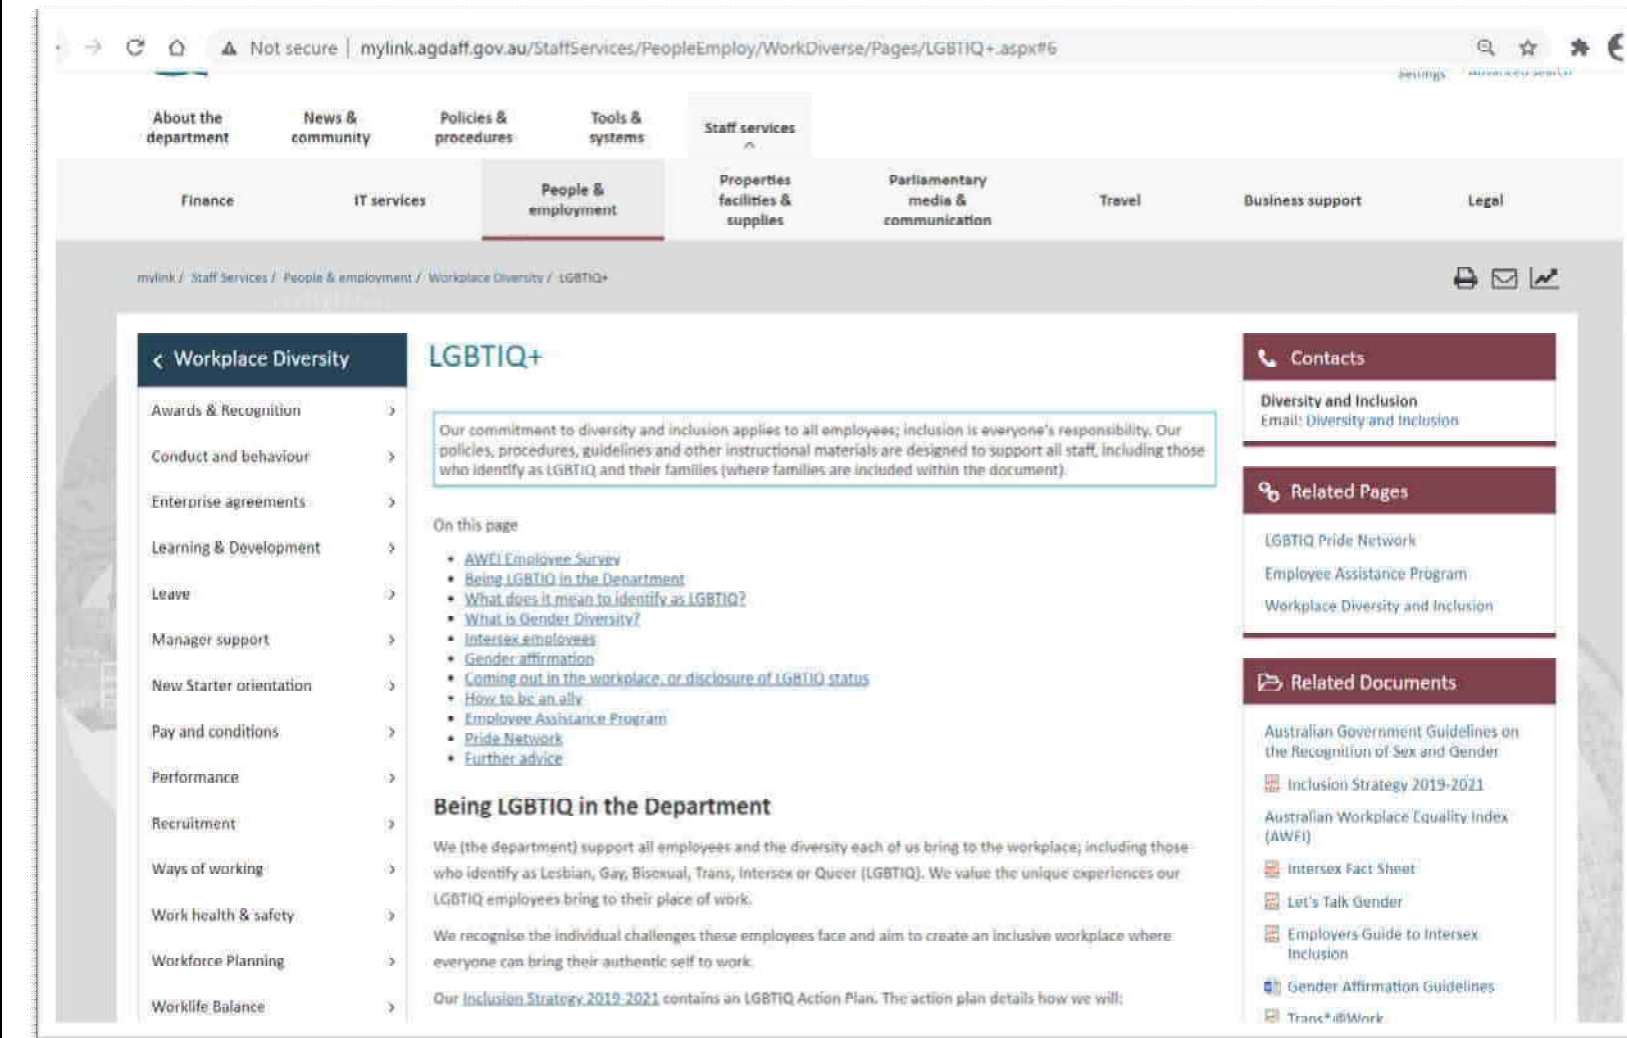 Not secure | mylink.agdaff.gov.au/StaffServices/PeopleEmploy/WorkDiverse/Pages/LGBTIQ+.aspx#6
Settings Advanced search
About the department
News & community
Policies & procedures
Tools & systems
Staff services
Finance
IT services
People & employment
Properties facilities & supplies
Parliamentary media & communication
Travel
Business support
Legal
mylink / Staff Services / People & employment / Workplace Diversity / LGBTIQ+
Workplace Diversity
Awards & Recognition
Conduct and behaviour
Enterprise agreements
Learning & Development
Leave
Manager support
New Starter orientation
Pay and conditions
Performance
Recruitment
Ways of working
Work health & safety
Workforce Planning
Worklife Balance
LGBTIQ+
Our commitment to diversity and inclusion applies to all employees; inclusion is everyone's responsibility. Our
policies, procedures, guidelines and other instructional materials are designed to support all staff, including those
who identify as LGBTIQ and their families (where families are included within the document).
On this page
• AWEI Employee Survey
• Being LGBTIQ in the Department
• What does it mean to identify as LGBTIQ?
• What is Gender Diversity?
• Intersex employees
• Gender affirmation
• Coming out in the workplace, or disclosure of LGBTIQ status
• How to be an ally
• Employee Assistance Program
• Pride Network
• Further advice
Being LGBTIQ in the Department
We (the department) support all employees and the diversity each of us bring to the workplace; including those
who identify as Lesbian, Gay, Bisexual, Trans, Intersex or Queer (LGBTIQ). We value the unique experiences our
LGBTIQ employees bring to their place of work.
We recognise the individual challenges these employees face and aim to create an inclusive workplace where
everyone can bring their authentic self to work.
Our Inclusion Strategy 2019-2021 contains an LGBTIQ Action Plan. The action plan details how we will:
Contacts
Diversity and Inclusion
Email: Diversity and Inclusion
Related Pages
LGBTIQ Pride Network
Employee Assistance Program
Workplace Diversity and Inclusion
Related Documents
Australian Government Guidelines on
the Recognition of Sex and Gender
Inclusion Strategy 2019-2021
Australian Workplace Equality Index
(AWEI)
Intersex Fact Sheet
Let's Talk Gender
Employers Guide to Intersex
Inclusion
Gender Affirmation Guidelines
Trans*@Work